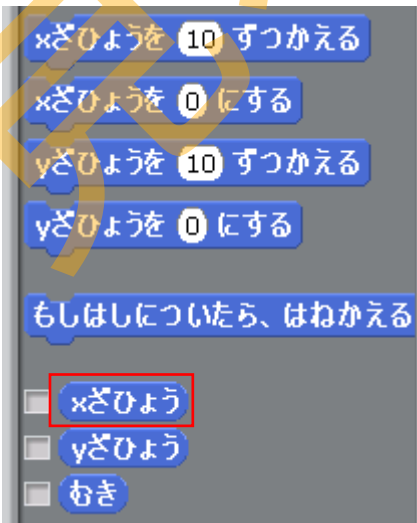 xざひょうを 10 ずつかえる
xざひょうを 0 にする
yざひょうを 10 ずつかえる
yざひょうを 0 にする
もしはしについたら、はねかえる
xざひょう
yざひょう
むき